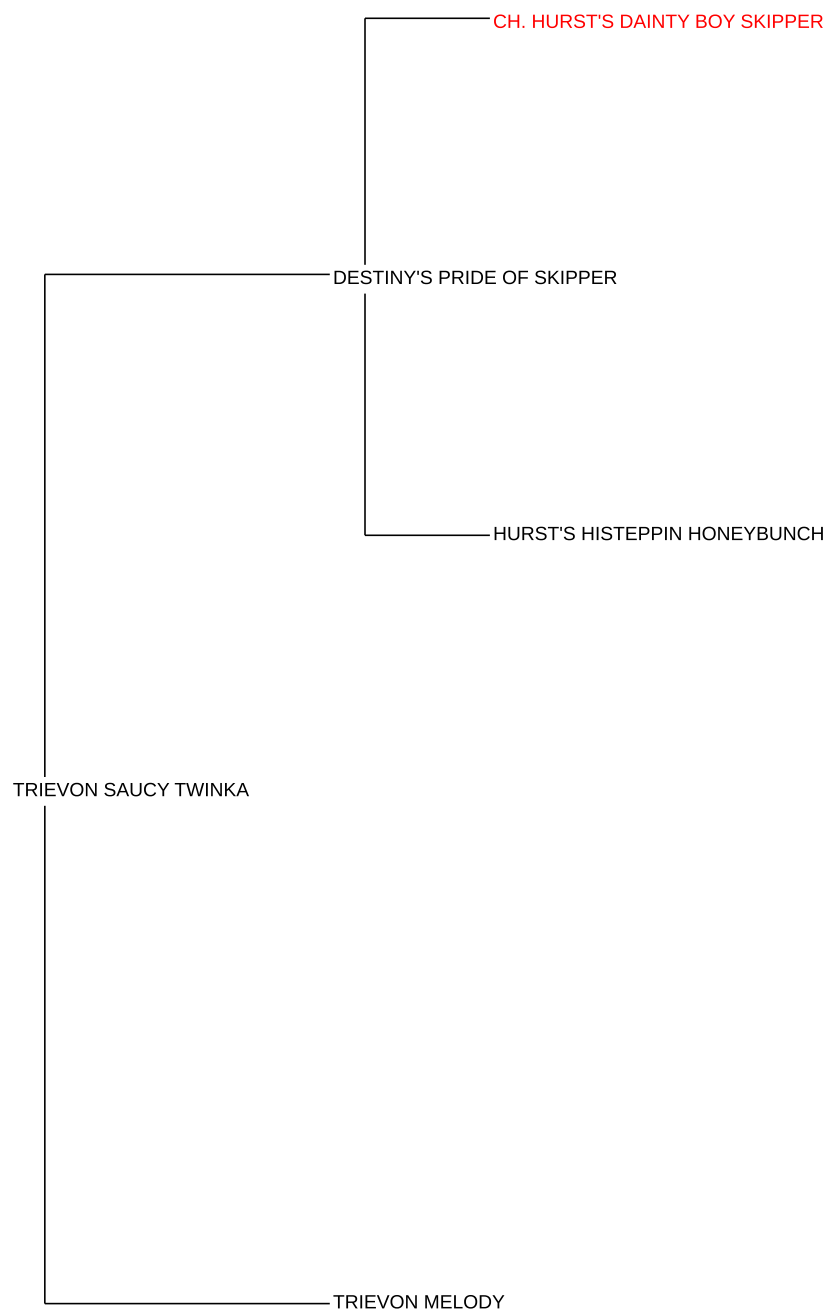 CH. HURST'S DAINTY BOY SKIPPER
DESTINY'S PRIDE OF SKIPPER
HURST'S HISTEPPIN HONEYBUNCH
TRIEVON SAUCY TWINKA
TRIEVON MELODY